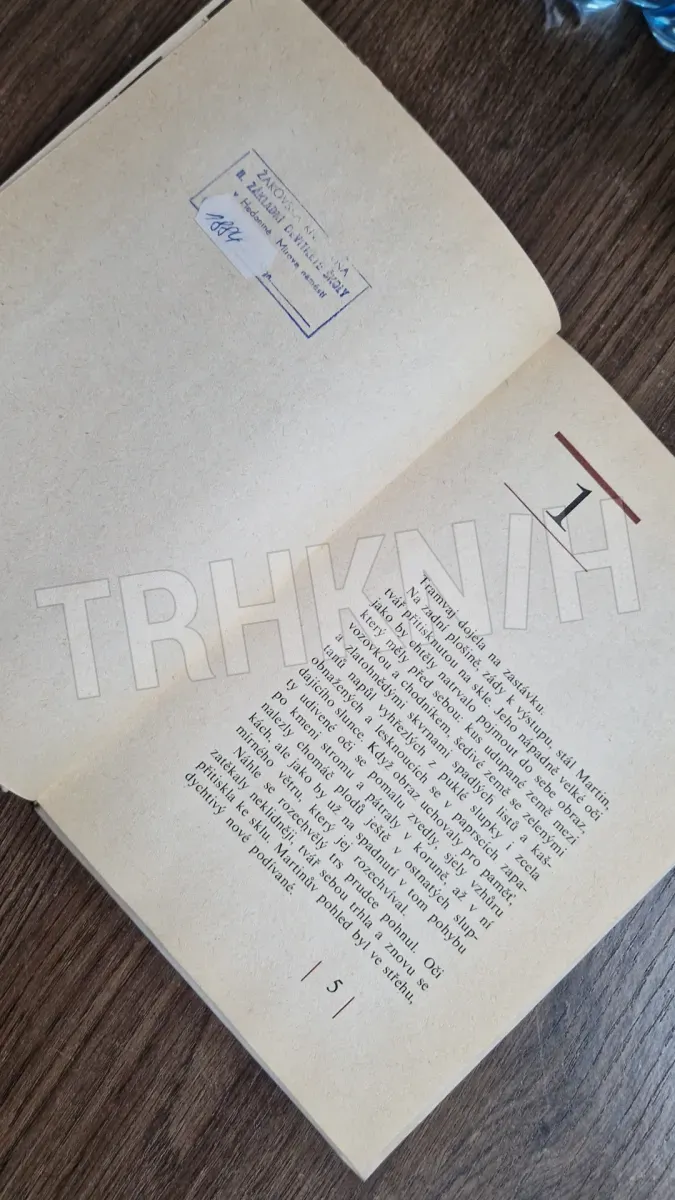 ŽÁKOVSKÁ
II. ZÁKLADNÍ DEVÍTILETÉ ŠKOLY
v Hodoníně, Mírové náměstí
1884
TRHKNIH
1
Tramvaj dojela na zastávku.
Na zadní plošině, zády k výstupu, stál Martin,
tvář přitisknutou na skle. Jeho nápadně velké oči
jako by chtěly natrvalo pojmout do sebe obraz,
který měly před sebou: kus udupané země mezi
vozovkou a chodníkem, šedivé země se zelenými
a zlatohnědými skvrnami spadlých listů a kaš-
tanů napůl vyhřezlých z puklé slupky i zcela
obnažených a lesknoucích se v paprscích zapa-
dajícího slunce. Když obraz uchovaly pro paměť,
ty udivené oči se pomalu zvedly, sjely vzhůru
po kmeni stromu a pátraly v koruně, až v ní
nalezly chomáč plodů ještě v ostnatých slup-
kách, ale jako by už na spadnutí v tom pohybu
mírného větru, který jej rozechvíval.
Náhle se rozechvělý trs prudce pohnul. Oči
zatěkaly neklidněji, tvář sebou trhla a znovu se
přitiskla ke sklu. Martinův pohled byl ve střehu,
dychtivý nové podívané.
5